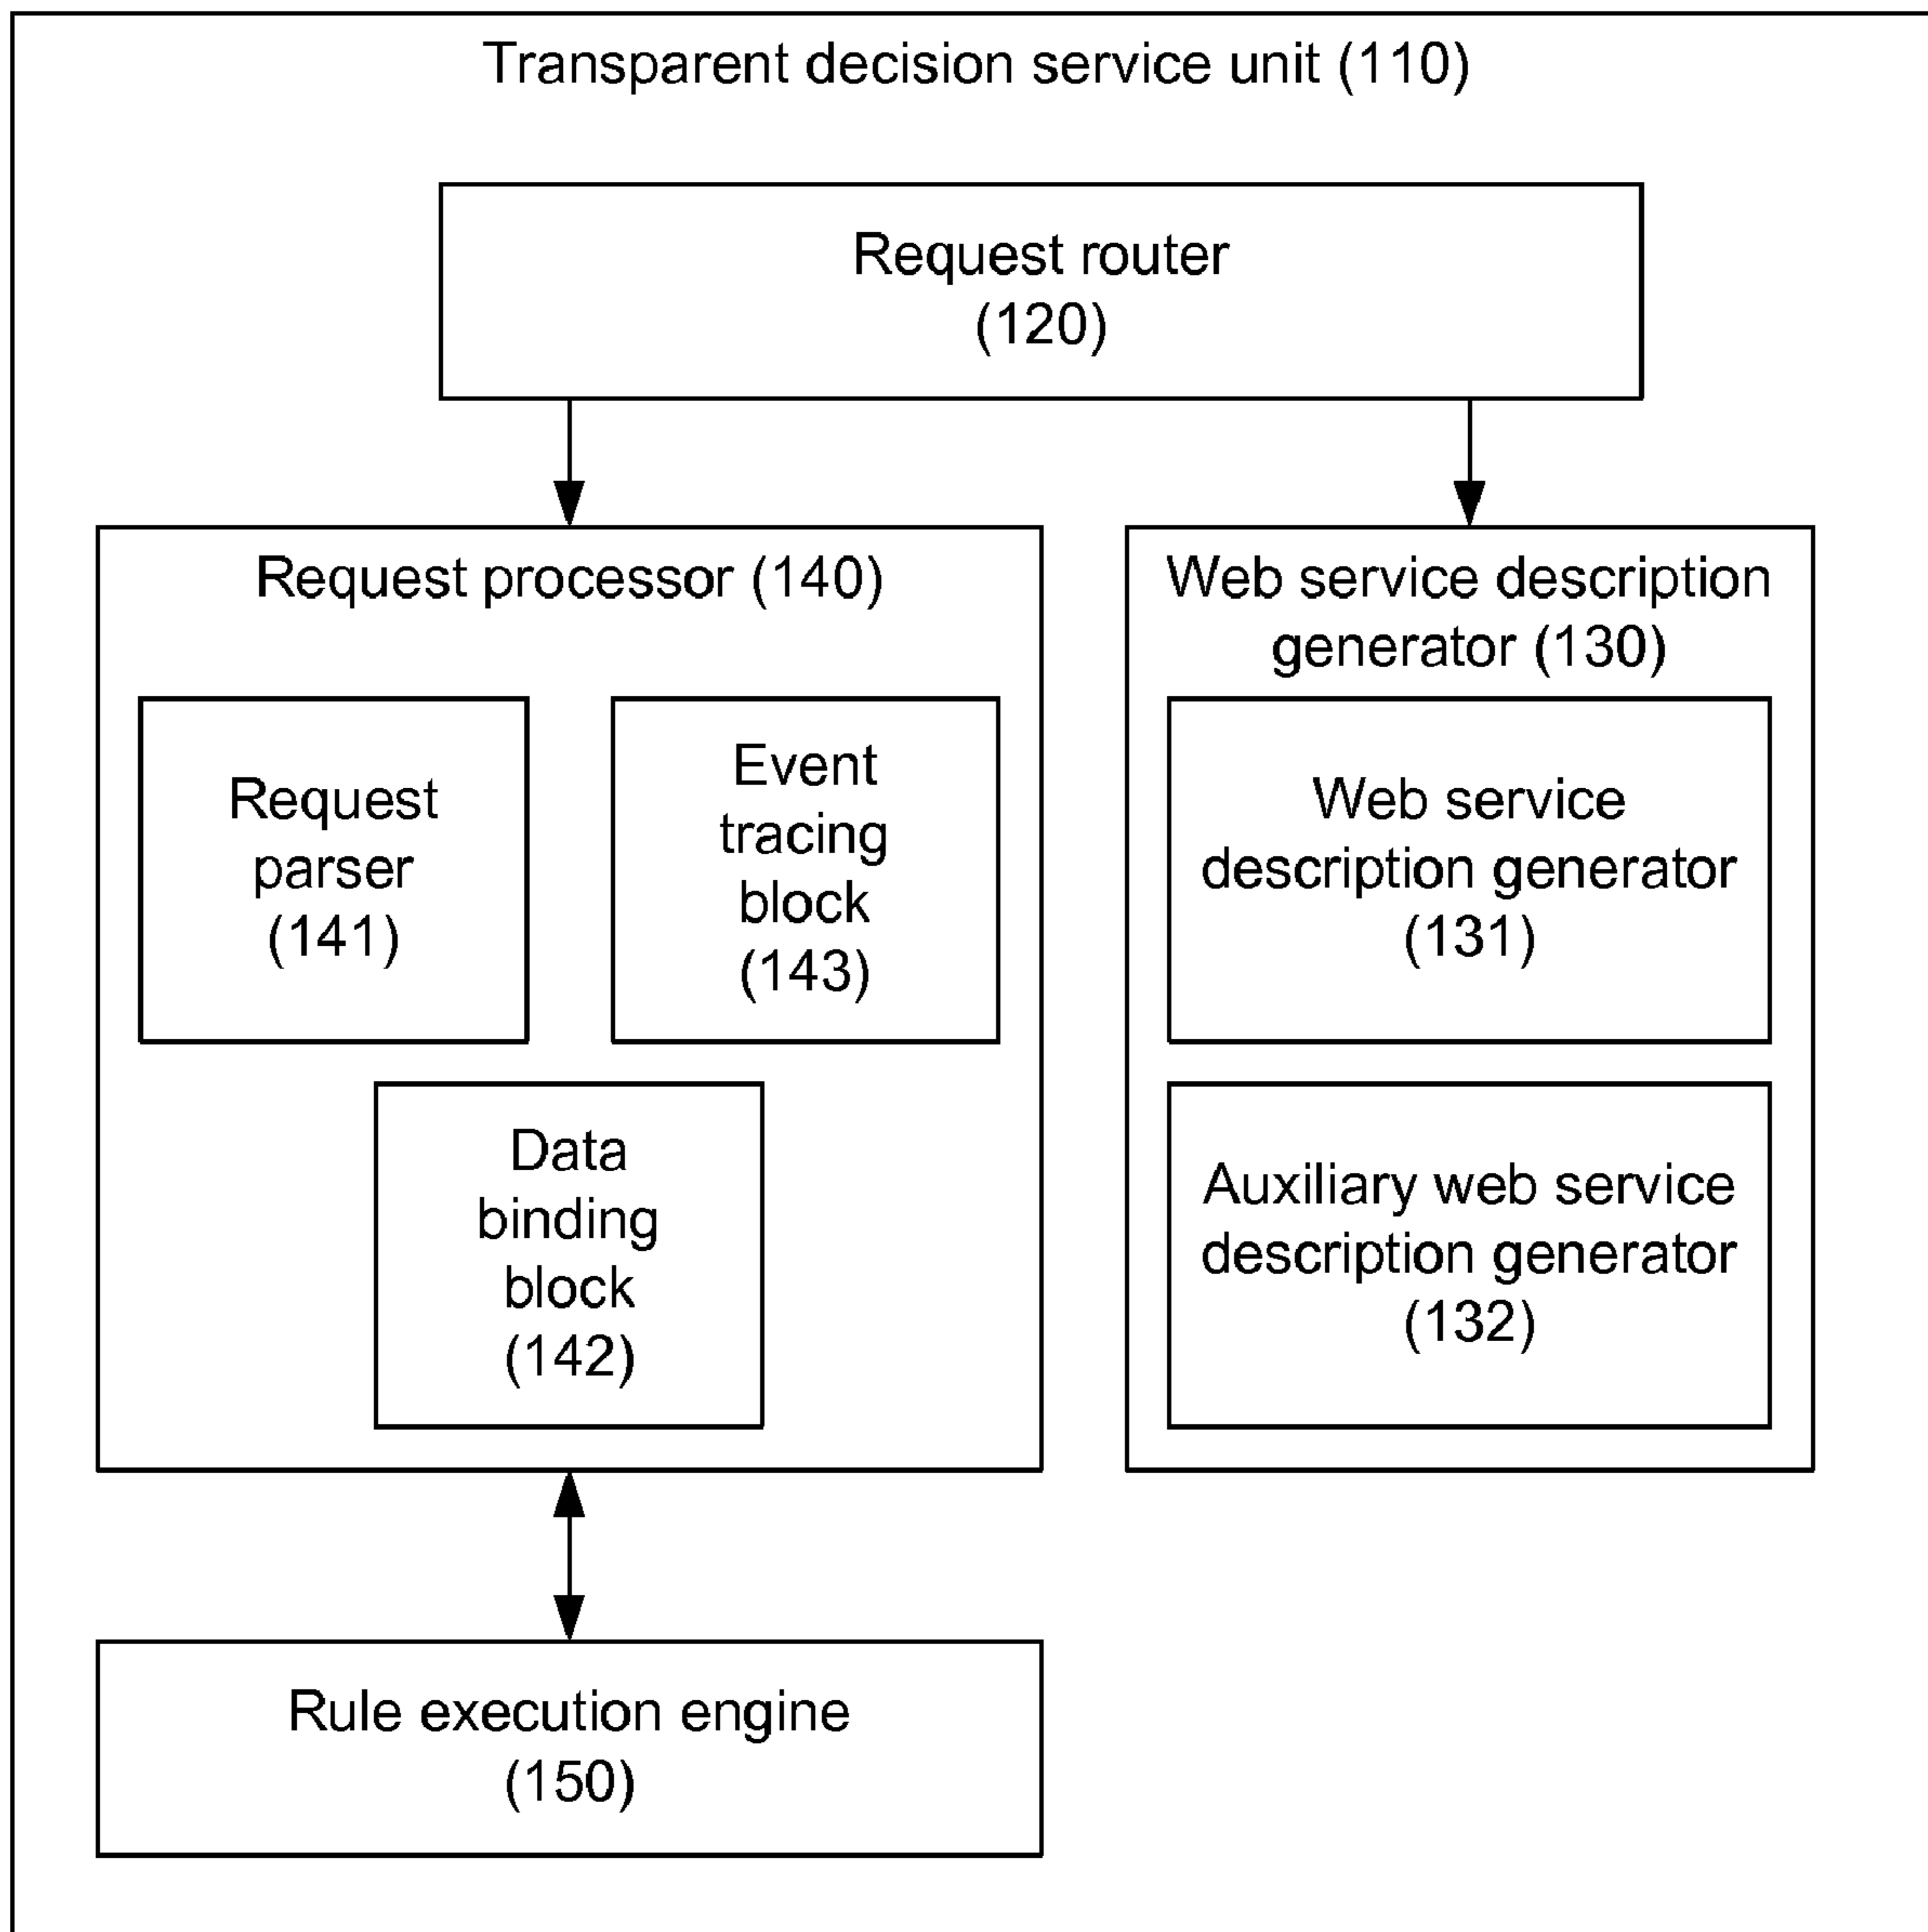 Transparent decision service unit (110)
Request router
(120)
Request processor (140)
Request
parser
(141)
Event
tracing
block
(143)
Data
binding
block
(142)
Web service description
generator (130)
Web service
description generator
(131)
Auxiliary web service
description generator
(132)
Rule execution engine
(150)